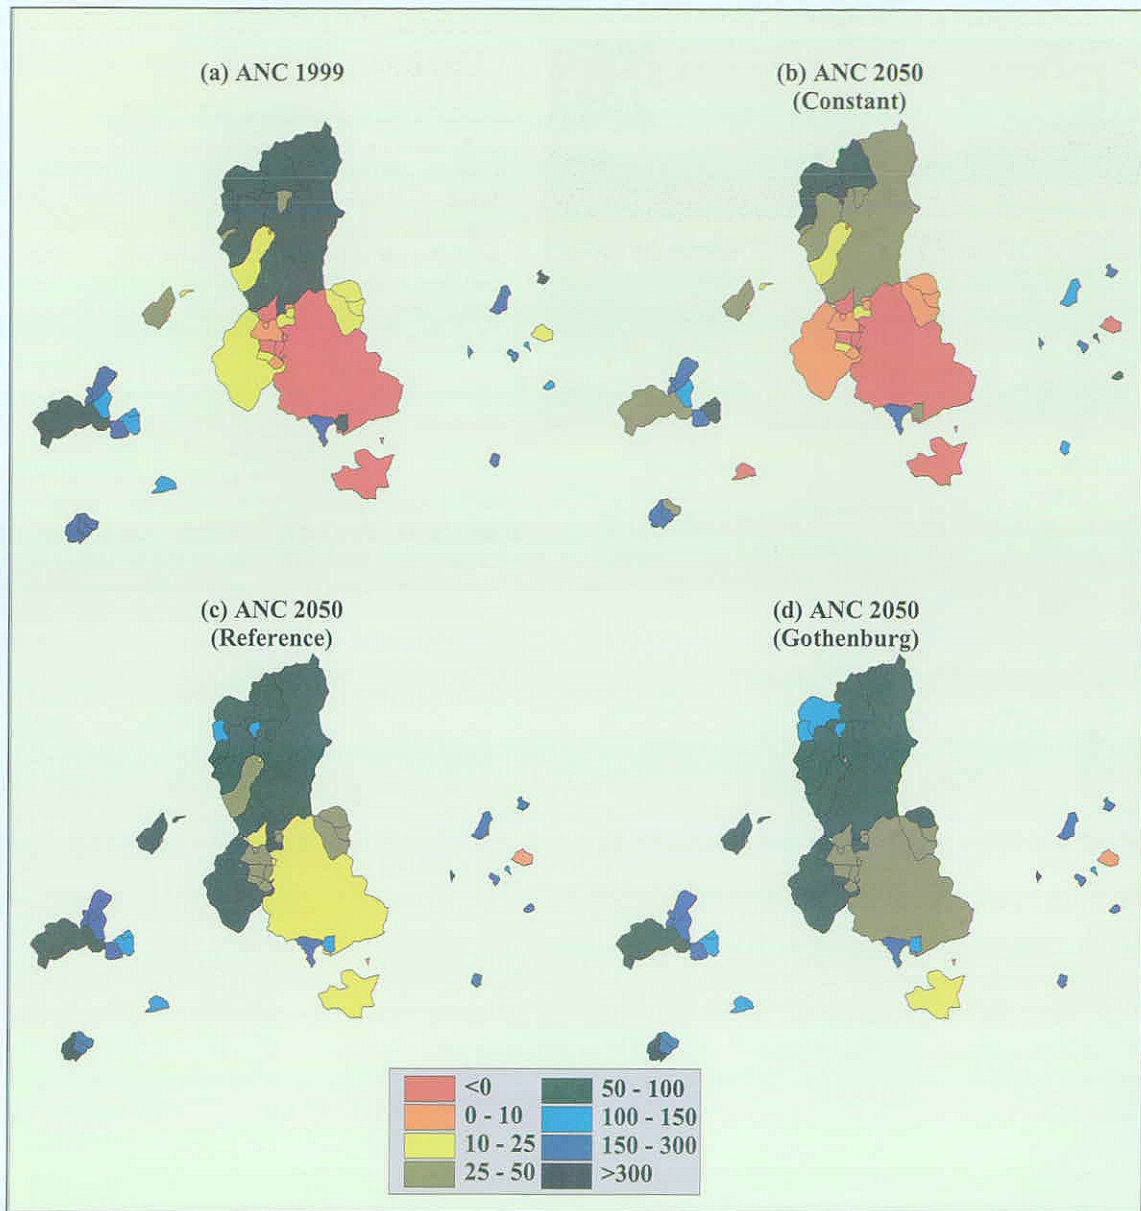 (a) ANC 1999
(b) ANC 2050
(Constant)
(c) ANC 2050
(Reference)
(d) ANC 2050
(Gothenburg)
<0
0 - 10
10 - 25
25 - 50
50 - 100
100 - 150
150 - 300
>300